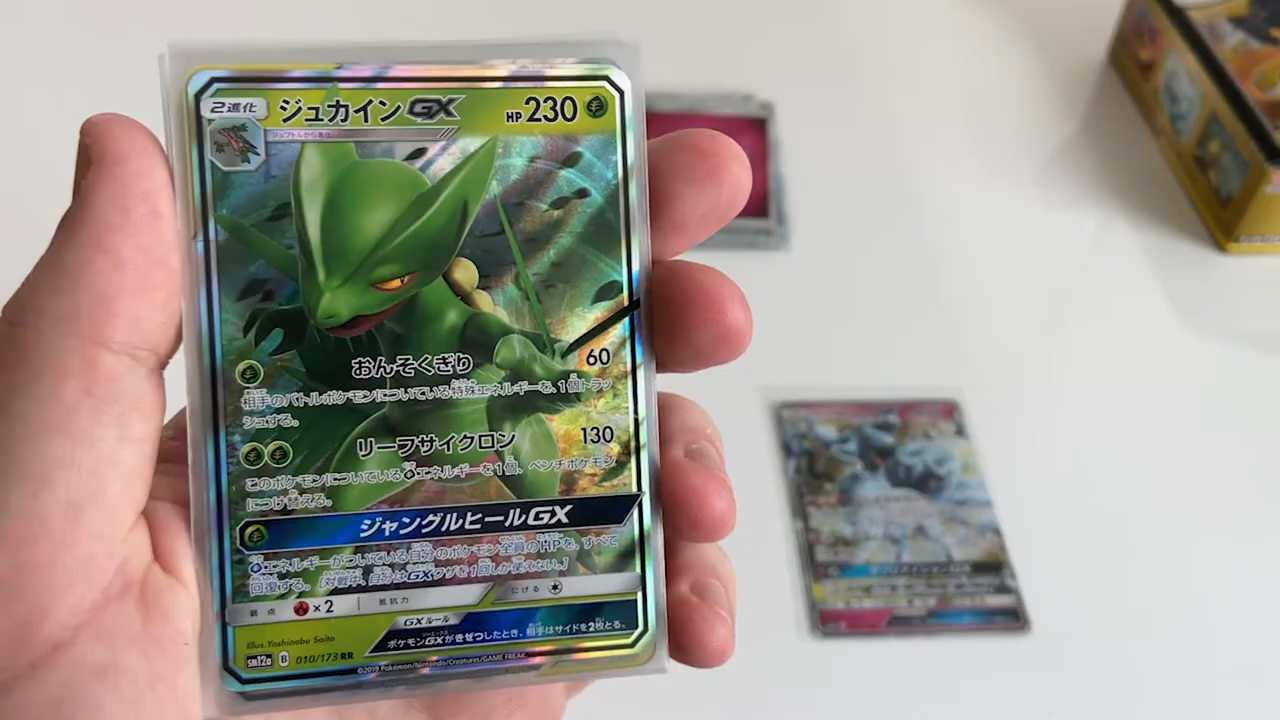 2進化 ジュカインGX HP230
ジュプトルから進化
おんそくぎり 60
相手のバトルポケモンについている特殊エネルギーを、1個トラッ
シュする。
リーフサイクロン 130
このポケモンについているエネルギーを1個、ベンチポケモン
につけ替える。
ジャングルヒールGX
エネルギーがついている自分のポケモン全員のHPを、すべて
回復する。[対戦中、自分はGXワザを1回しか使えない。]
弱点 ×2 抵抗力 にげる
GXルール
ポケモンGXがきぜつしたとき、相手はサイドを2枚とる。
Illus. Yoshinobu Saito
sm12a B 010/173 RR
©2019 Pokémon/Nintendo/Creatures/GAME FREAK.